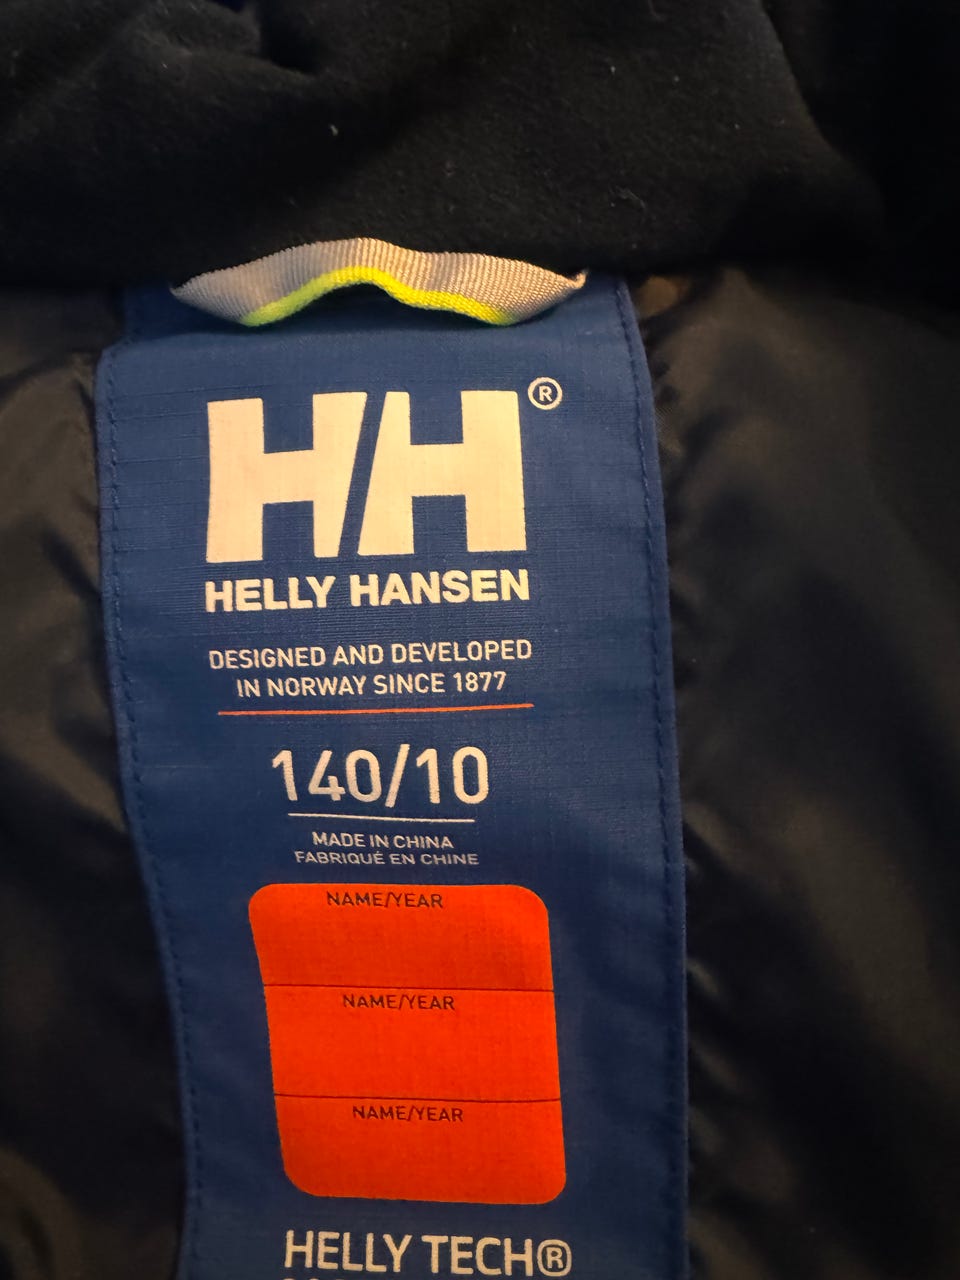 HH®
HELLY HANSEN
DESIGNED AND DEVELOPED
IN NORWAY SINCE 1877
140/10
MADE IN CHINA
FABRIQUÉ EN CHINE
NAME/YEAR
NAME/YEAR
NAME/YEAR
HELLY TECH®